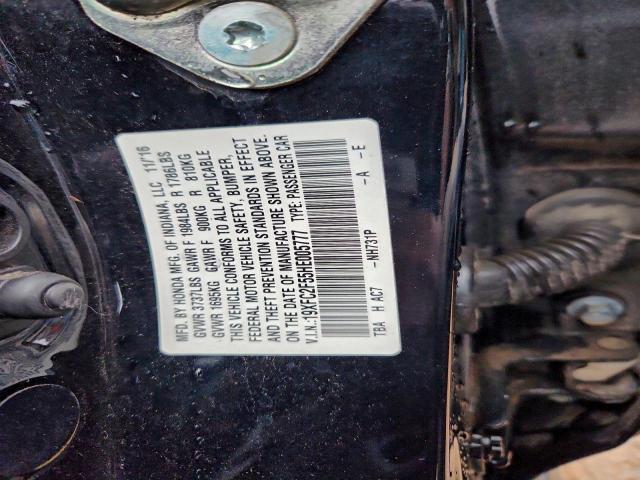 MFD. BY HONDA MFG. OF INDIANA, LLC 11/16
GVWR 3737LBS GAWR F 1984LBS R 1786LBS
GVWR 1695KG GAWR F 900KG R 810KG
THIS VEHICLE CONFORMS TO ALL APPLICABLE
FEDERAL MOTOR VEHICLE SAFETY, BUMPER,
AND THEFT PREVENTION STANDARDS IN EFFECT
ON THE DATE OF MANUFACTURE SHOWN ABOVE.
V.I.N.:19XFC2F55HE005777 TYPE: PASSENGER CAR
TBA H AC7 -NH731P -A -E